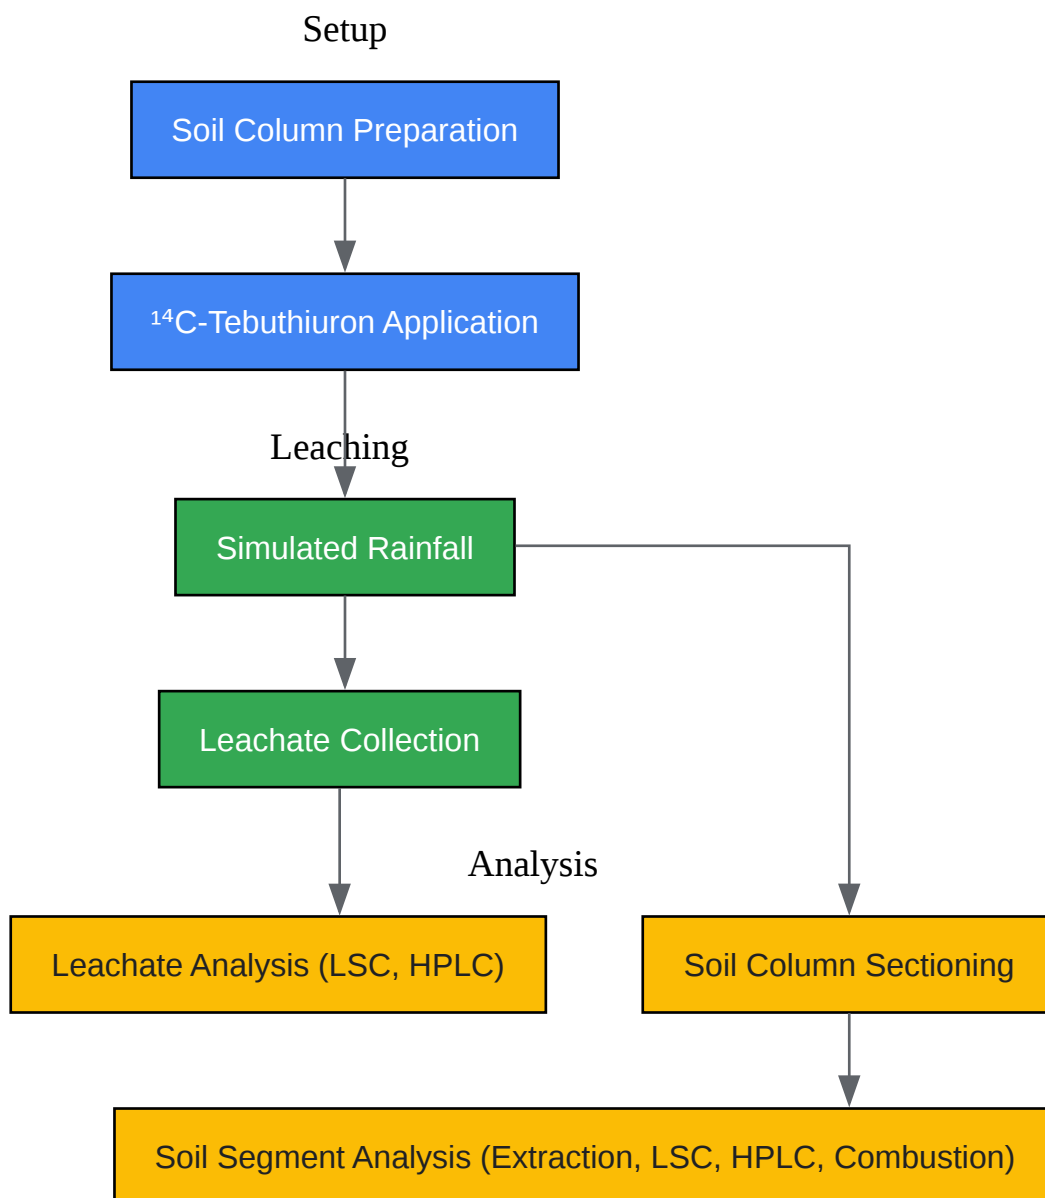 Setup
Soil Column Preparation
¹⁴C-Tebuthiuron Application
Leaching
Simulated Rainfall
Leachate Collection
Analysis
Leachate Analysis (LSC, HPLC)
Soil Column Sectioning
Soil Segment Analysis (Extraction, LSC, HPLC, Combustion)